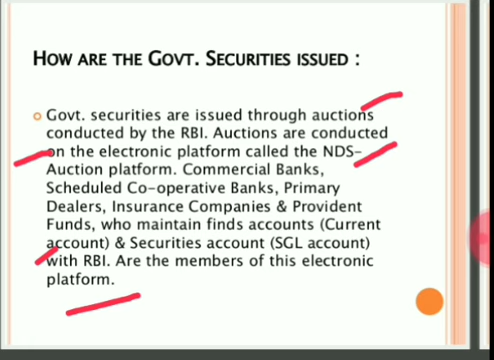 HOW ARE THE GOVT. SECURITIES ISSUED :
Govt. securities are issued through auctions
conducted by the RBI. Auctions are conducted
on the electronic platform called the NDS-
Auction platform. Commercial Banks,
Scheduled Co-operative Banks, Primary
Dealers, Insurance Companies & Provident
Funds, who maintain finds accounts (Current
account) & Securities account (SGL account)
with RBI. Are the members of this electronic
platform.